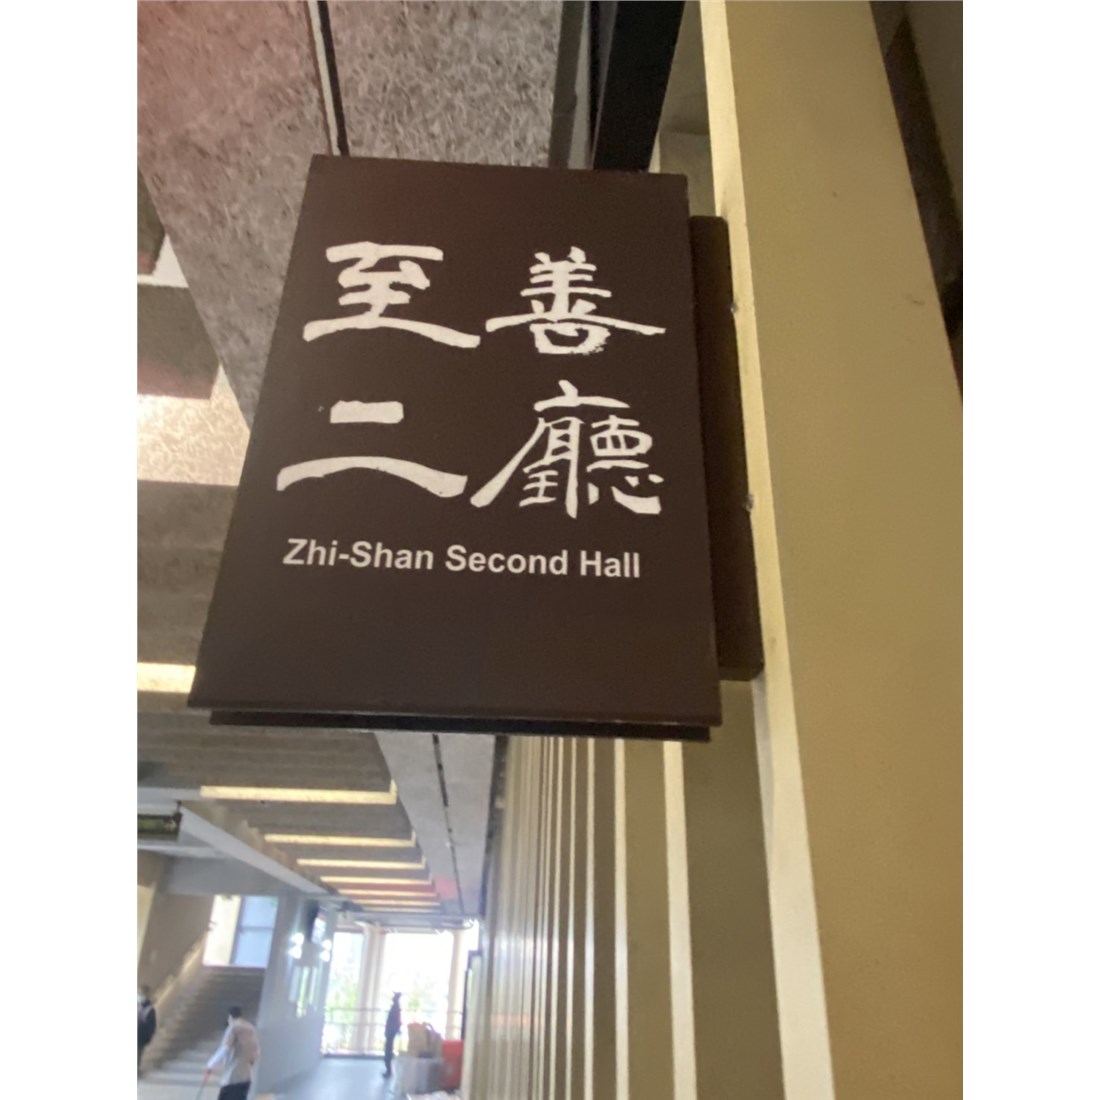 至善
二廳
Zhi-Shan Second Hall